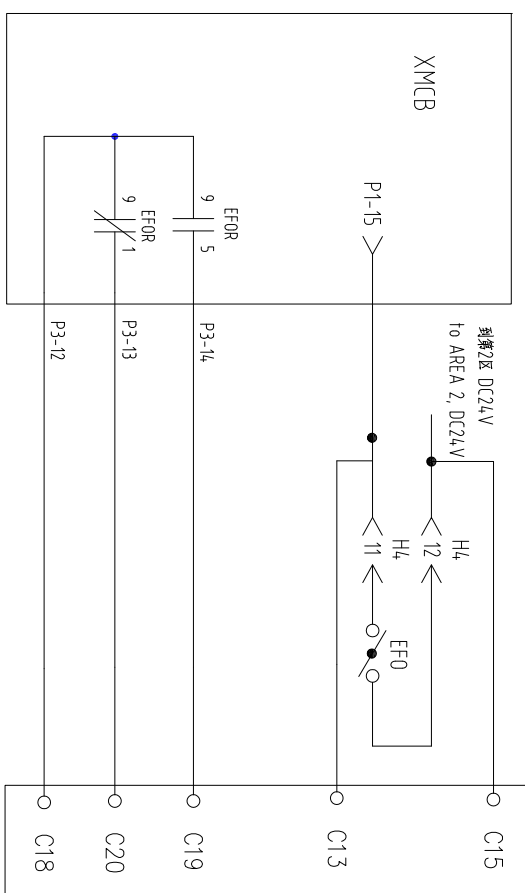 到第2区 DC24V
to AREA 2, DC24V
C15
XMCB
H4
12
P1-15
H4
11
EFO
C13
EFOR
9 5
P3-14
C19
EFOR
9 1
P3-13
C20
P3-12
C18